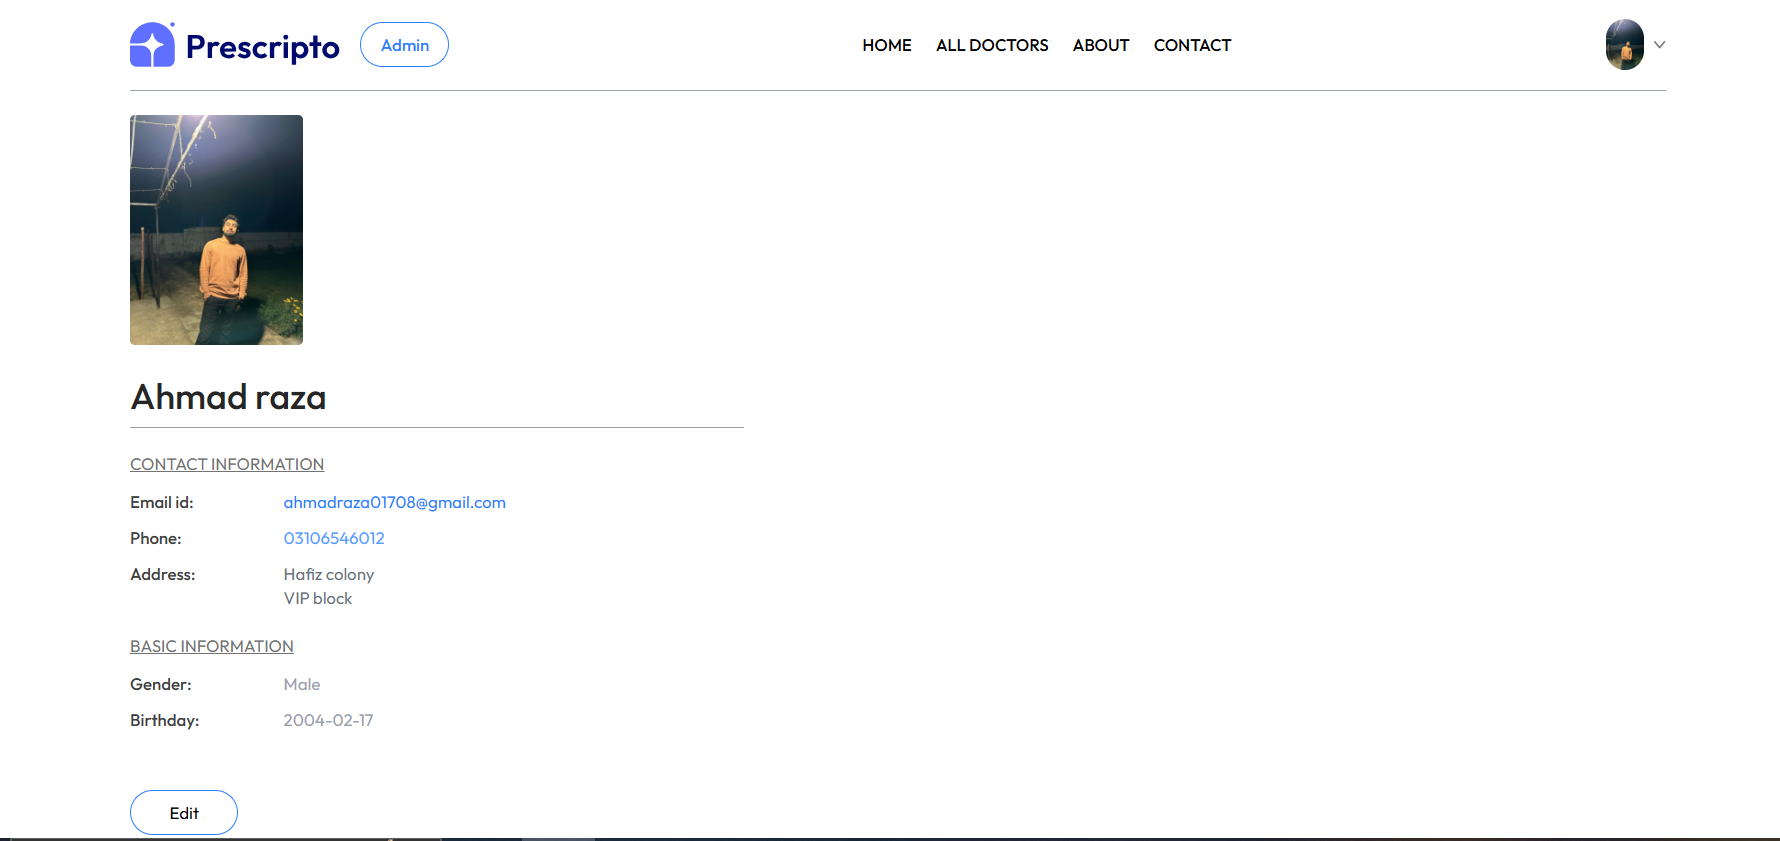 Prescripto
Admin
HOME
ALL DOCTORS
ABOUT
CONTACT
Ahmad raza
CONTACT INFORMATION
Email id: ahmadraza01708@gmail.com
Phone: 03106546012
Address: Hafiz colony
VIP block
BASIC INFORMATION
Gender: Male
Birthday: 2004-02-17
Edit